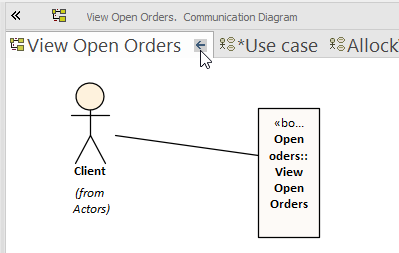 View Open Orders.  Communication Diagram
View Open Orders
*Use case
Allock
Client
(from
Actors)
«bo...
Open
oders::
View
Open
Orders